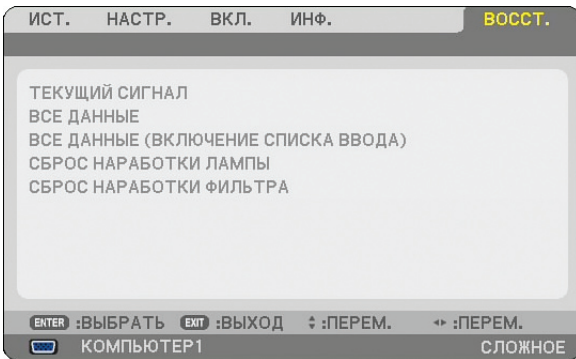 ИСТ. НАСТР. ВКЛ. ИНФ. ВОССТ.
ТЕКУЩИЙ СИГНАЛ
ВСЕ ДАННЫЕ
ВСЕ ДАННЫЕ (ВКЛЮЧЕНИЕ СПИСКА ВВОДА)
СБРОС НАРАБОТКИ ЛАМПЫ
СБРОС НАРАБОТКИ ФИЛЬТРА
ENTER :ВЫБРАТЬ EXIT :ВЫХОД :ПЕРЕМ. :ПЕРЕМ.
КОМПЬЮТЕР1 СЛОЖНОЕ